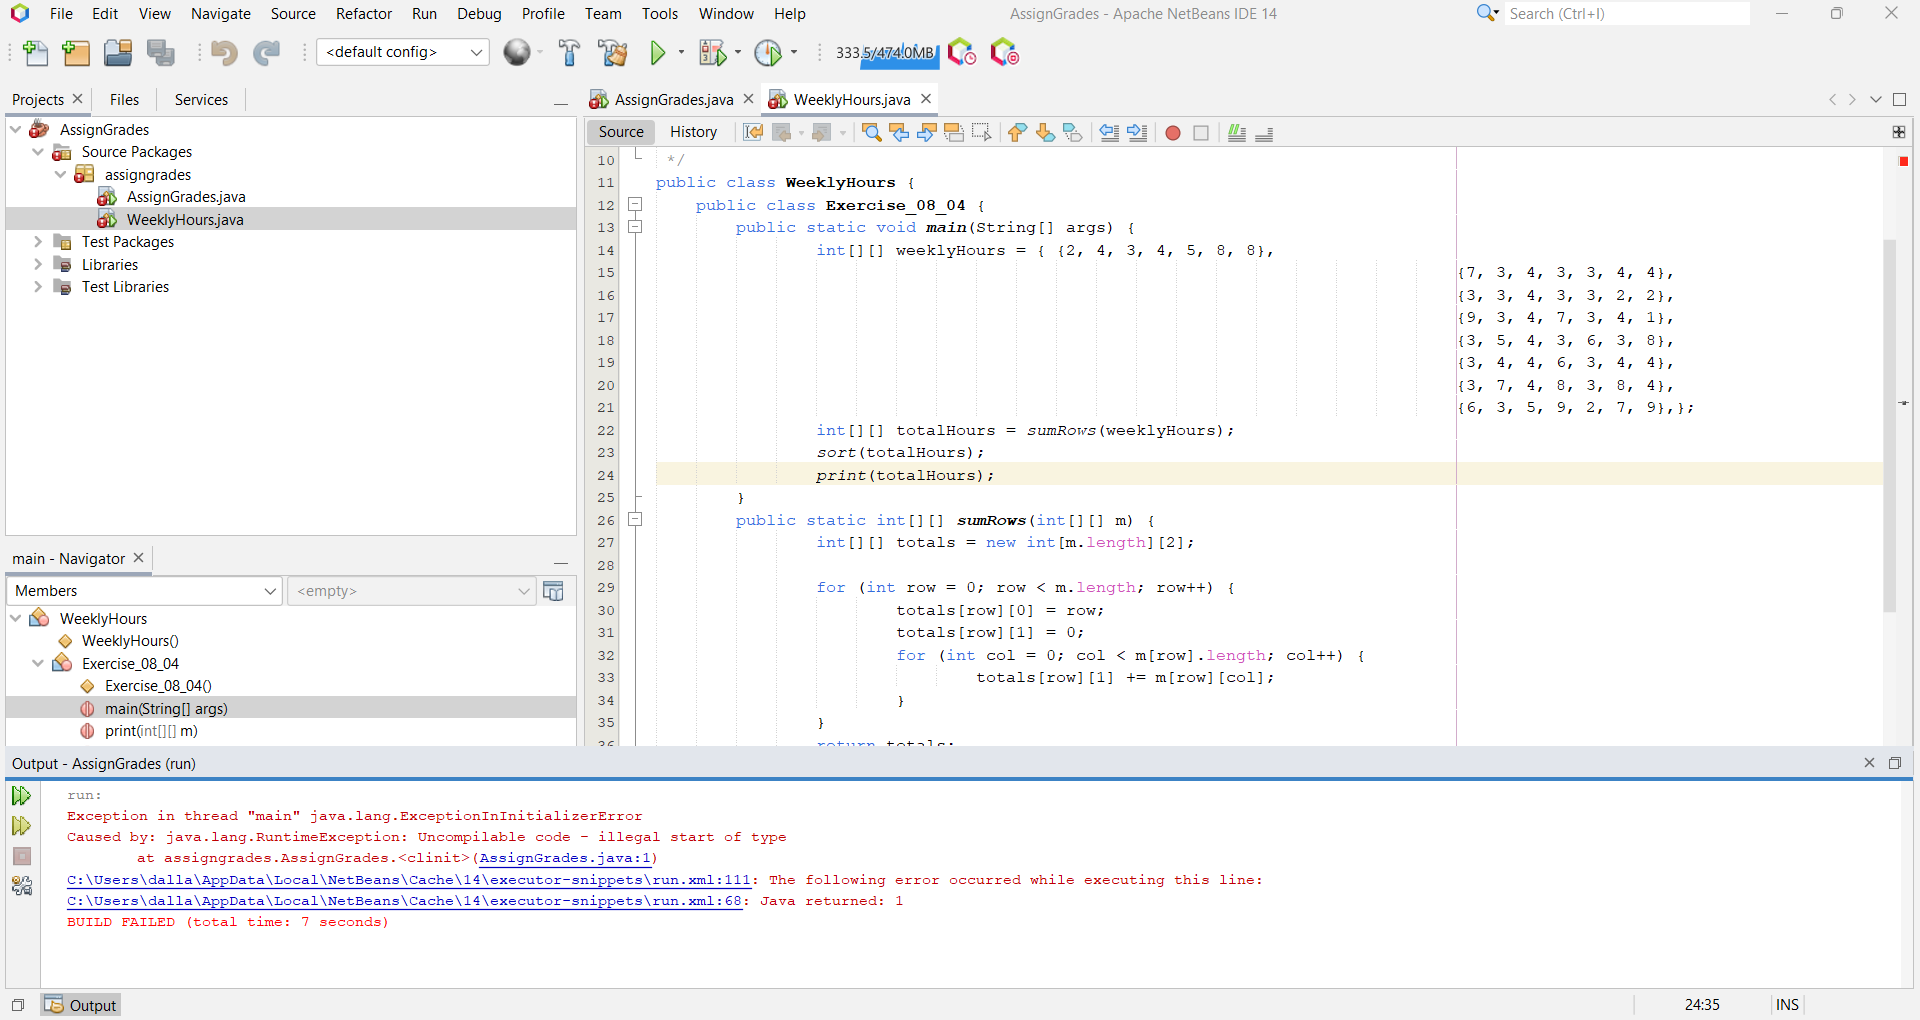 File Edit View Navigate Source Refactor Run Debug Profile Team Tools Window Help
AssignGrades - Apache NetBeans IDE 14
Search (Ctrl+I)
<default config>
333.5/474.0MB
Projects Files Services
AssignGrades.java WeeklyHours.java
AssignGrades
Source Packages
assigngrades
AssignGrades.java
WeeklyHours.java
Test Packages
Libraries
Test Libraries
Source History
10 */
11 public class WeeklyHours {
12 public class Exercise_08_04 {
13 public static void main(String[] args) {
14 int[][] weeklyHours = { {2, 4, 3, 4, 5, 8, 8},
15 {7, 3, 4, 3, 3, 4, 4},
16 {3, 3, 4, 3, 3, 2, 2},
17 {9, 3, 4, 7, 3, 4, 1},
18 {3, 5, 4, 3, 6, 3, 8},
19 {3, 4, 4, 6, 3, 4, 4},
20 {3, 7, 4, 8, 3, 8, 4},
21 {6, 3, 5, 9, 2, 7, 9},};
22 int[][] totalHours = sumRows(weeklyHours);
23 sort(totalHours);
24 print(totalHours);
25 }
26 public static int[][] sumRows(int[][] m) {
27 int[][] totals = new int[m.length][2];
28
29 for (int row = 0; row < m.length; row++) {
30 totals[row][0] = row;
31 totals[row][1] = 0;
32 for (int col = 0; col < m[row].length; col++) {
33 totals[row][1] += m[row][col];
34 }
35 }
36 return totals;
main - Navigator
Members <empty>
WeeklyHours
WeeklyHours()
Exercise_08_04
Exercise_08_04()
main(String[] args)
print(int[][] m)
Output - AssignGrades (run)
run:
Exception in thread "main" java.lang.ExceptionInInitializerError
Caused by: java.lang.RuntimeException: Uncompilable code - illegal start of type
at assigngrades.AssignGrades.<clinit>(AssignGrades.java:1)
C:\Users\dalla\AppData\Local\NetBeans\Cache\14\executor-snippets\run.xml:111: The following error occurred while executing this line:
C:\Users\dalla\AppData\Local\NetBeans\Cache\14\executor-snippets\run.xml:68: Java returned: 1
BUILD FAILED (total time: 7 seconds)
Output
24:35 INS